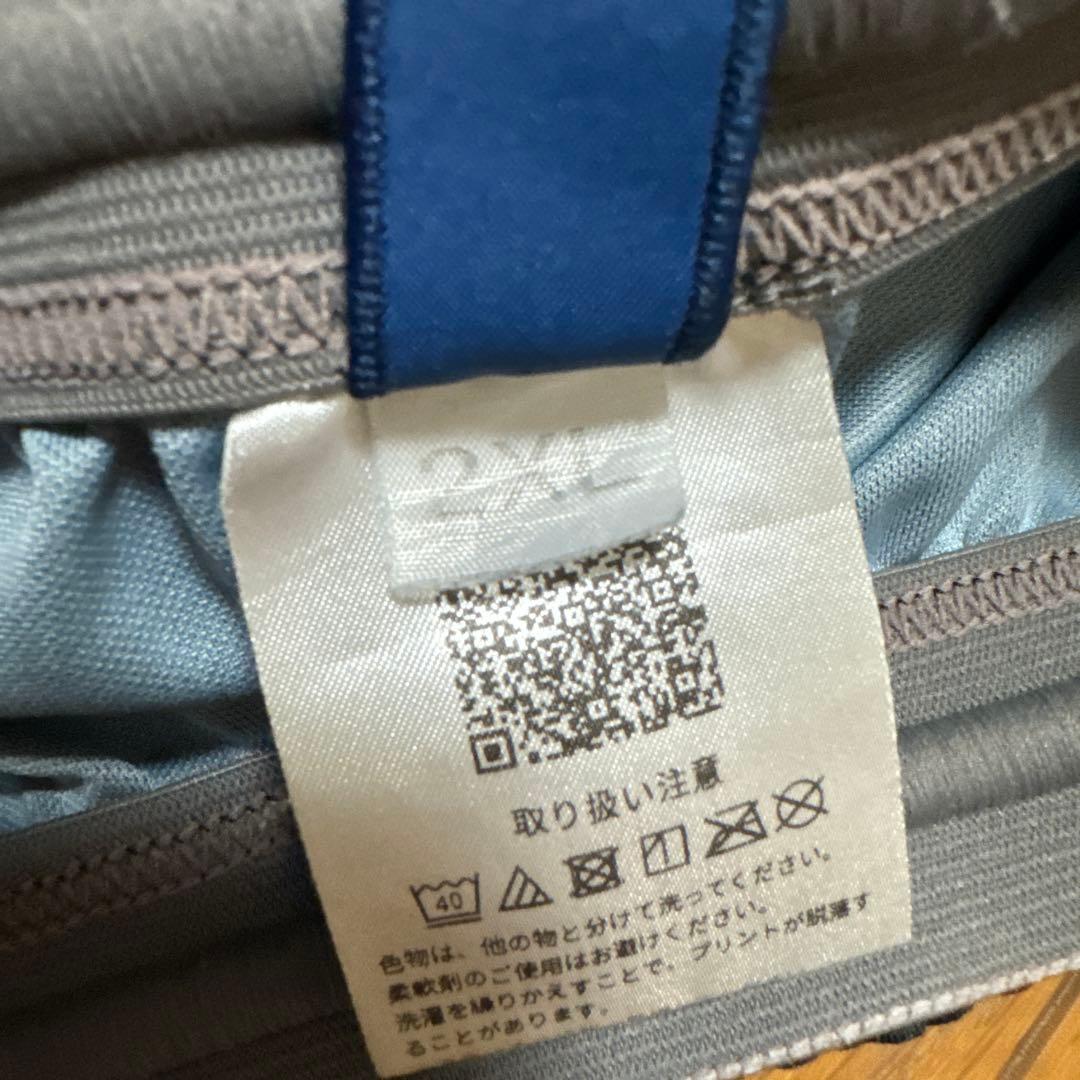 2XL
取り扱い注意
40
1
色物は、他の物と分けて洗ってください。
柔軟剤のご使用はお避けください。
洗濯を繰りかえすことで、プリントが脱落す
ることがあります。